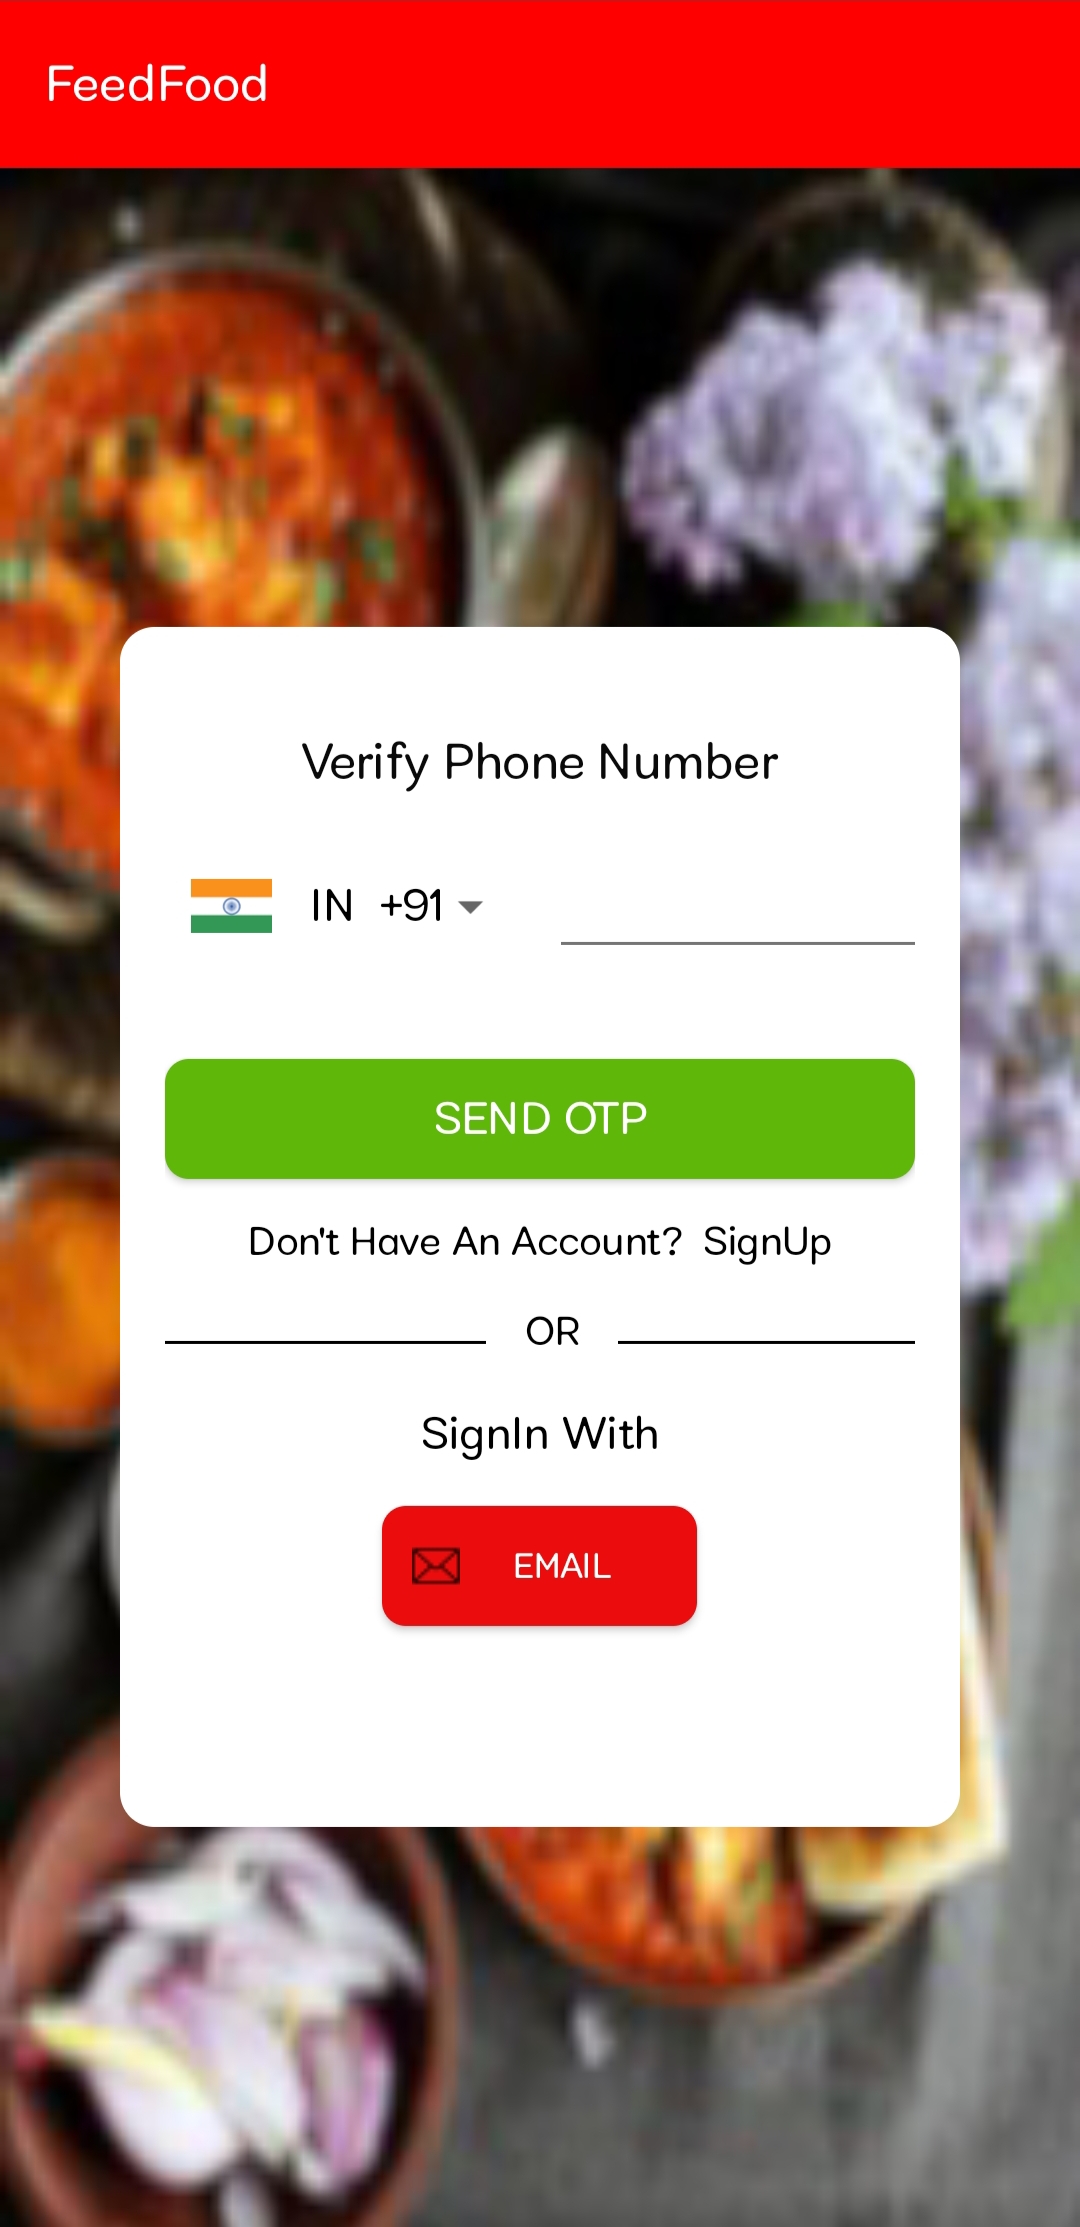 FeedFood
Verify Phone Number
IN +91
SEND OTP
Don't Have An Account? SignUp
OR
SignIn With
EMAIL